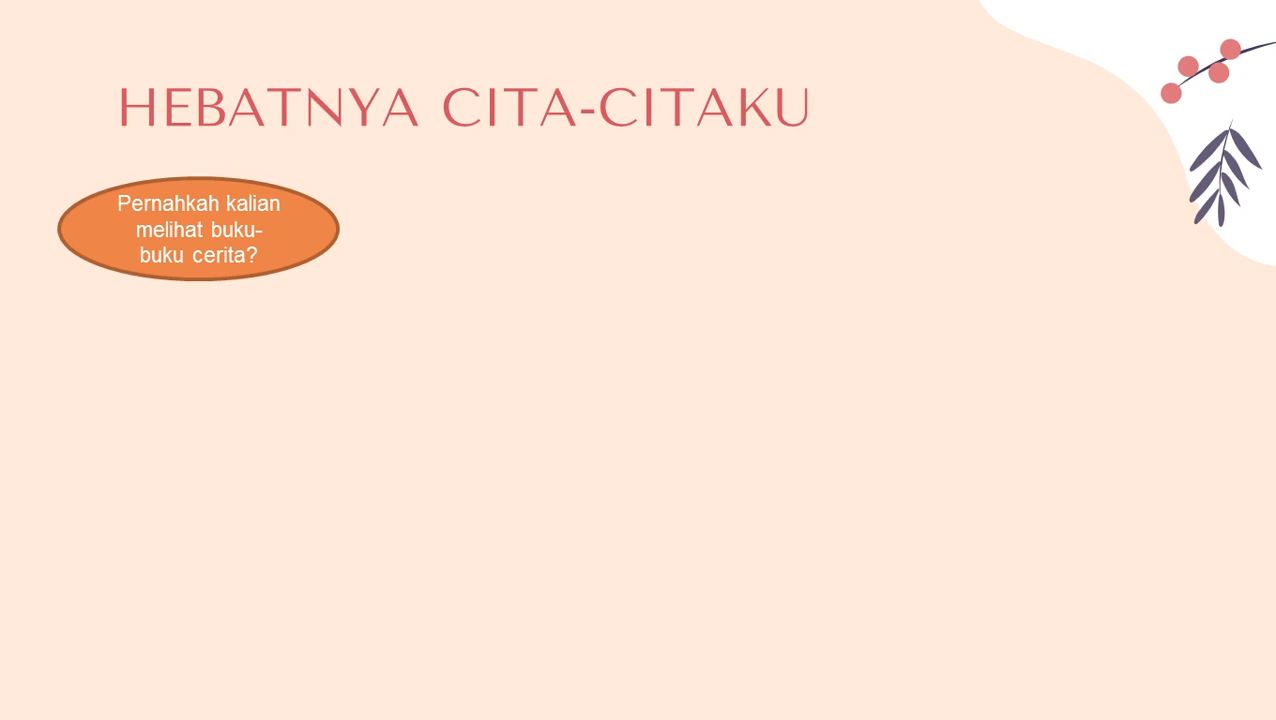 HEBATNYA CITA-CITAKU
Pernahkah kalian
melihat buku-
buku cerita?